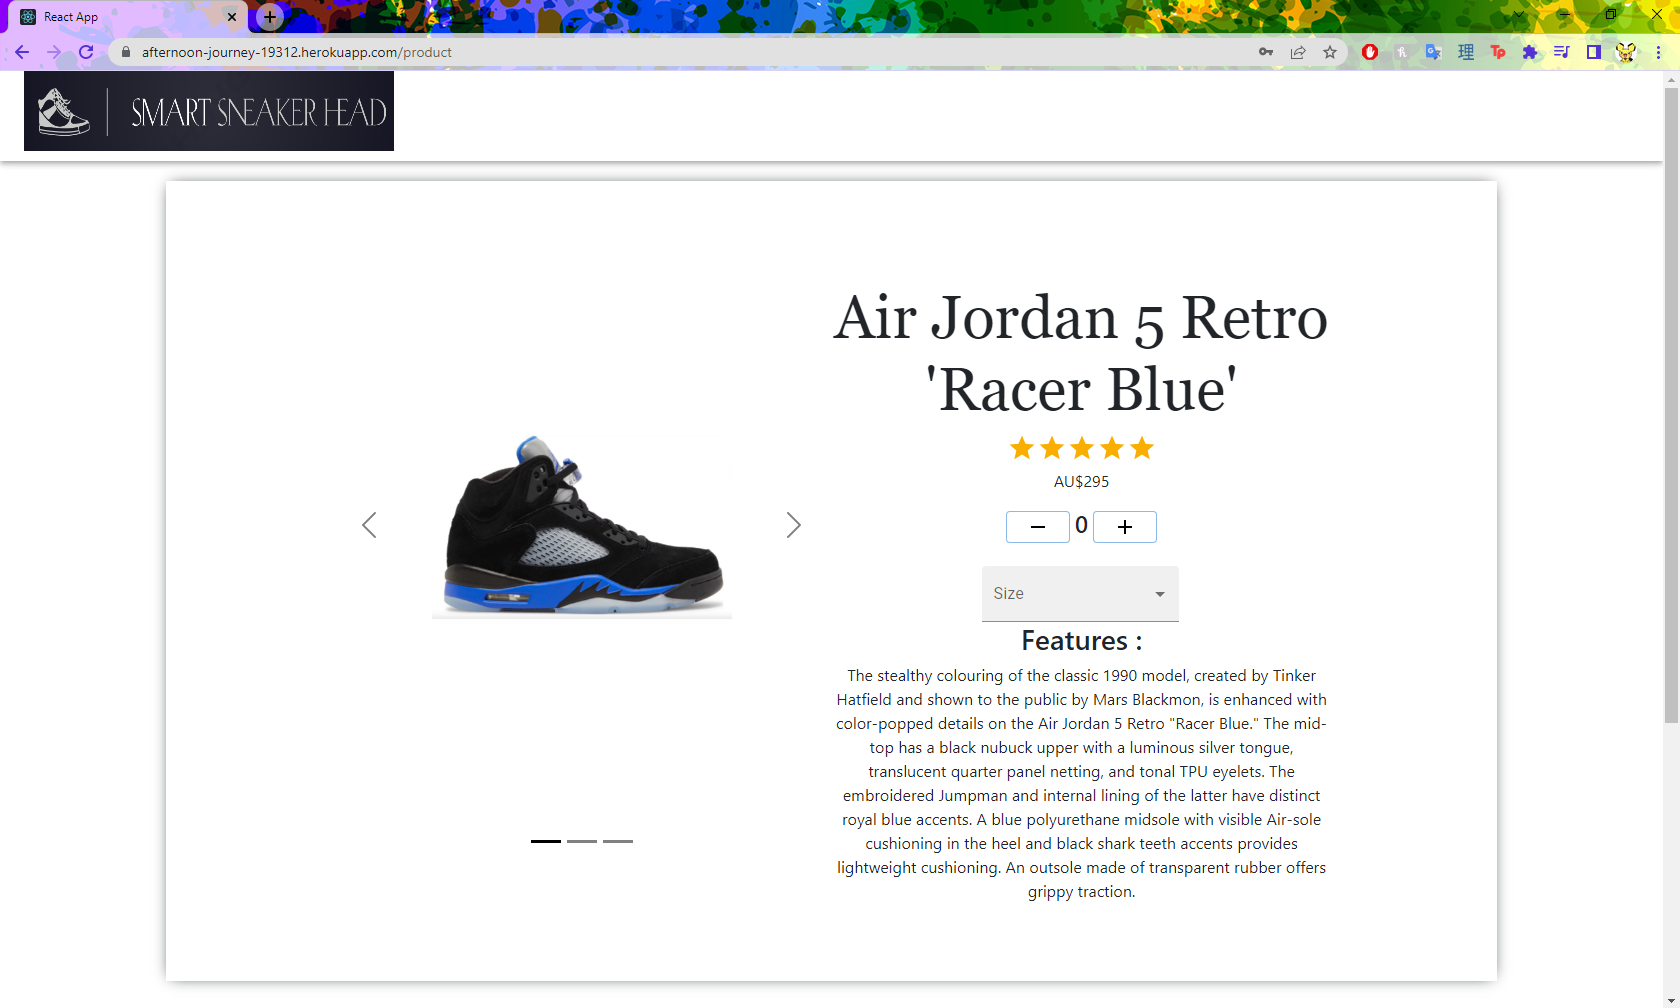 React App
afternoon-journey-19312.herokuapp.com/product
SMART SNEAKER HEAD
Air Jordan 5 Retro
'Racer Blue'
AU$295
− 0 +
Size
Features :
The stealthy colouring of the classic 1990 model, created by Tinker
Hatfield and shown to the public by Mars Blackmon, is enhanced with
color-popped details on the Air Jordan 5 Retro "Racer Blue." The mid-
top has a black nubuck upper with a luminous silver tongue,
translucent quarter panel netting, and tonal TPU eyelets. The
embroidered Jumpman and internal lining of the latter have distinct
royal blue accents. A blue polyurethane midsole with visible Air-sole
cushioning in the heel and black shark teeth accents provides
lightweight cushioning. An outsole made of transparent rubber offers
grippy traction.